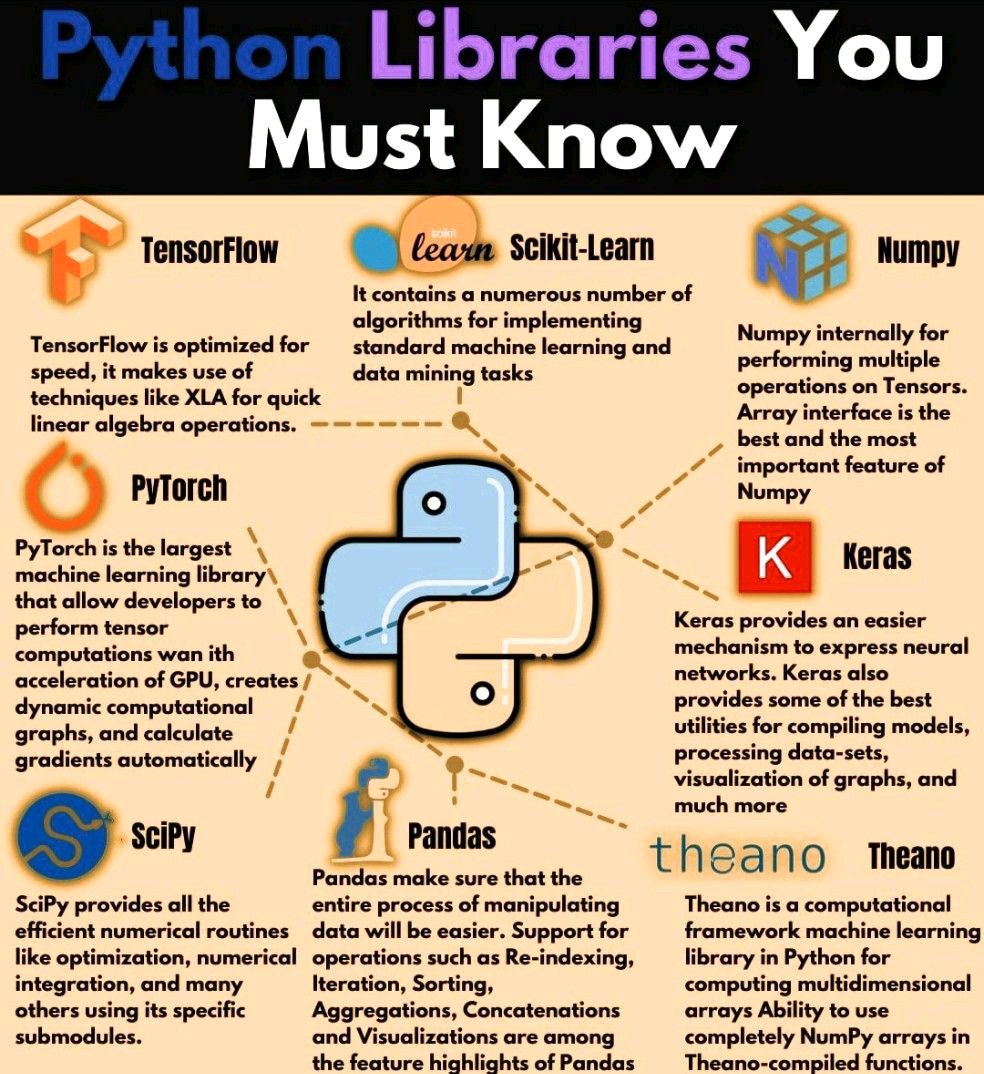 Python Libraries You
Must Know
TensorFlow
TensorFlow is optimized for
speed, it makes use of
techniques like XLA for quick
linear algebra operations.
scikit
learn
Scikit-Learn
It contains a numerous number of
algorithms for implementing
standard machine learning and
data mining tasks
N
Numpy
Numpy internally for
performing multiple
operations on Tensors.
Array interface is the
best and the most
important feature of
Numpy
PyTorch
PyTorch is the largest
machine learning library
that allow developers to
perform tensor
computations wan ith
acceleration of GPU, creates
dynamic computational
graphs, and calculate
gradients automatically
K
Keras
Keras provides an easier
mechanism to express neural
networks. Keras also
provides some of the best
utilities for compiling models,
processing data-sets,
visualization of graphs, and
much more
SciPy
SciPy provides all the
efficient numerical routines
like optimization, numerical
integration, and many
others using its specific
submodules.
Pandas
Pandas make sure that the
entire process of manipulating
data will be easier. Support for
operations such as Re-indexing,
Iteration, Sorting,
Aggregations, Concatenations
and Visualizations are among
the feature highlights of Pandas
theano
Theano
Theano is a computational
framework machine learning
library in Python for
computing multidimensional
arrays Ability to use
completely NumPy arrays in
Theano-compiled functions.